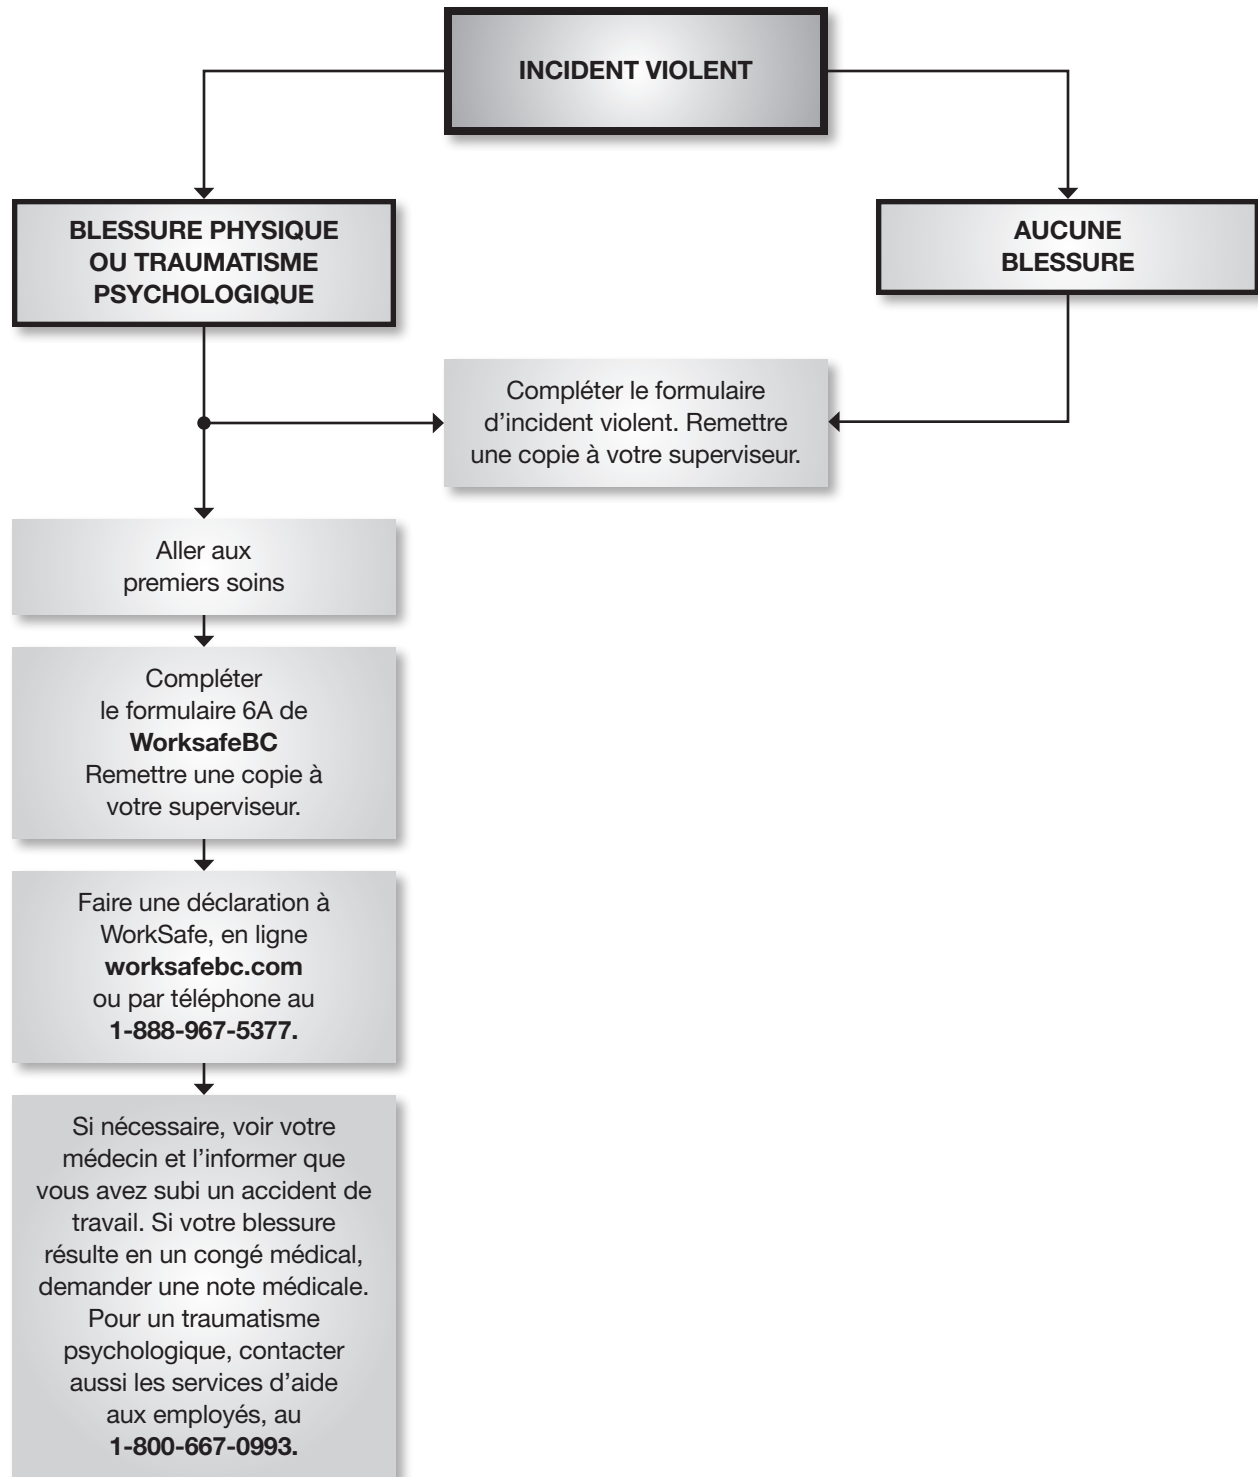 INCIDENT VIOLENT
BLESSURE PHYSIQUE
OU TRAUMATISME
PSYCHOLOGIQUE
AUCUNE
BLESSURE
Compléter le formulaire
d’incident violent. Remettre
une copie à votre superviseur.
Aller aux
premiers soins
Compléter
le formulaire 6A de
WorksafeBC
Remettre une copie à
votre superviseur.
Faire une déclaration à
WorkSafe, en ligne
worksafebc.com
ou par téléphone au
1-888-967-5377.
Si nécessaire, voir votre
médecin et l’informer que
vous avez subi un accident de
travail. Si votre blessure
résulte en un congé médical,
demander une note médicale.
Pour un traumatisme
psychologique, contacter
aussi les services d’aide
aux employés, au
1-800-667-0993.